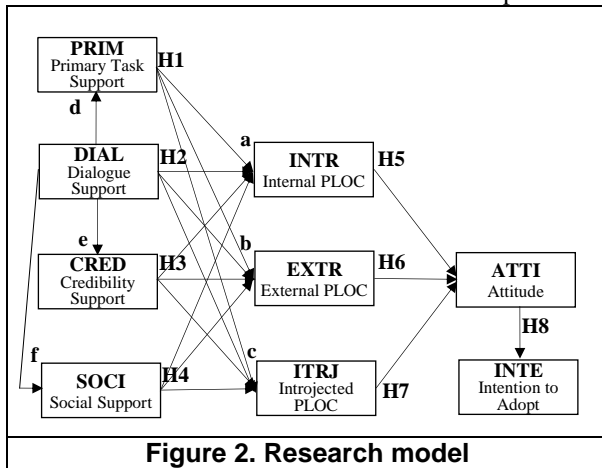 PRIM
Primary Task
Support
H1
d
a
DIAL
Dialogue
Support
H2
INTR
Internal PLOC
H5
e
b
CRED
Credibility
Support
H3
EXTR
External PLOC
H6
ATTI
Attitude
f
c
H8
SOCI
Social Support
H4
ITRJ
Introjected
PLOC
H7
INTE
Intention to
Adopt
Figure 2. Research model